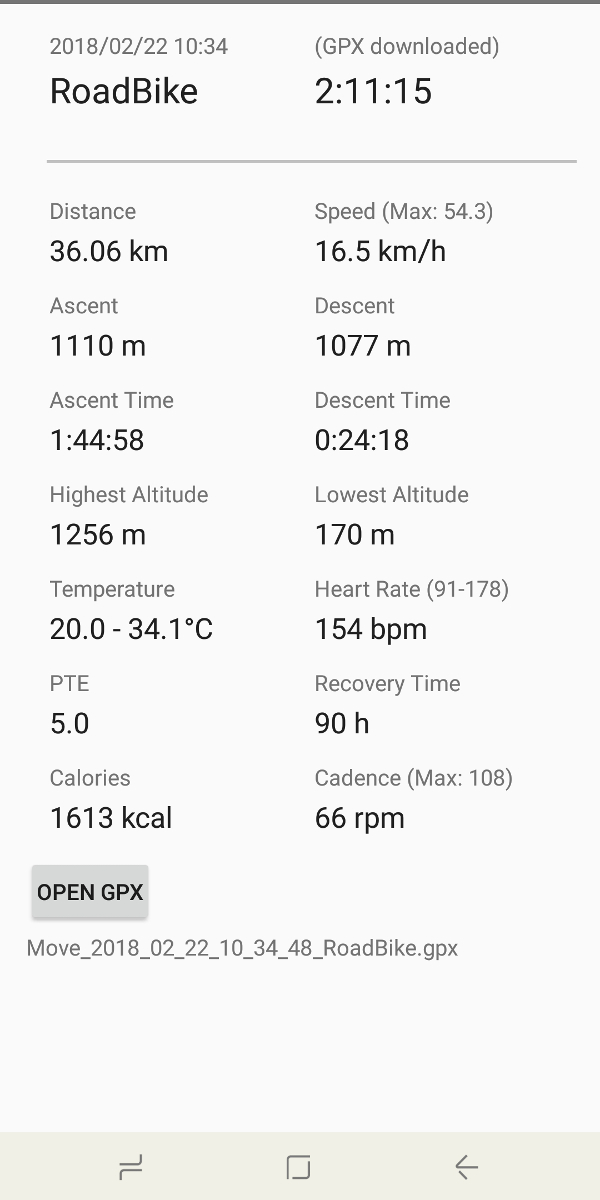 2018/02/22 10:34 (GPX downloaded)
RoadBike 2:11:15
Distance Speed (Max: 54.3)
36.06 km 16.5 km/h
Ascent Descent
1110 m 1077 m
Ascent Time Descent Time
1:44:58 0:24:18
Highest Altitude Lowest Altitude
1256 m 170 m
Temperature Heart Rate (91-178)
20.0 - 34.1°C 154 bpm
PTE Recovery Time
5.0 90 h
Calories Cadence (Max: 108)
1613 kcal 66 rpm
OPEN GPX
Move_2018_02_22_10_34_48_RoadBike.gpx